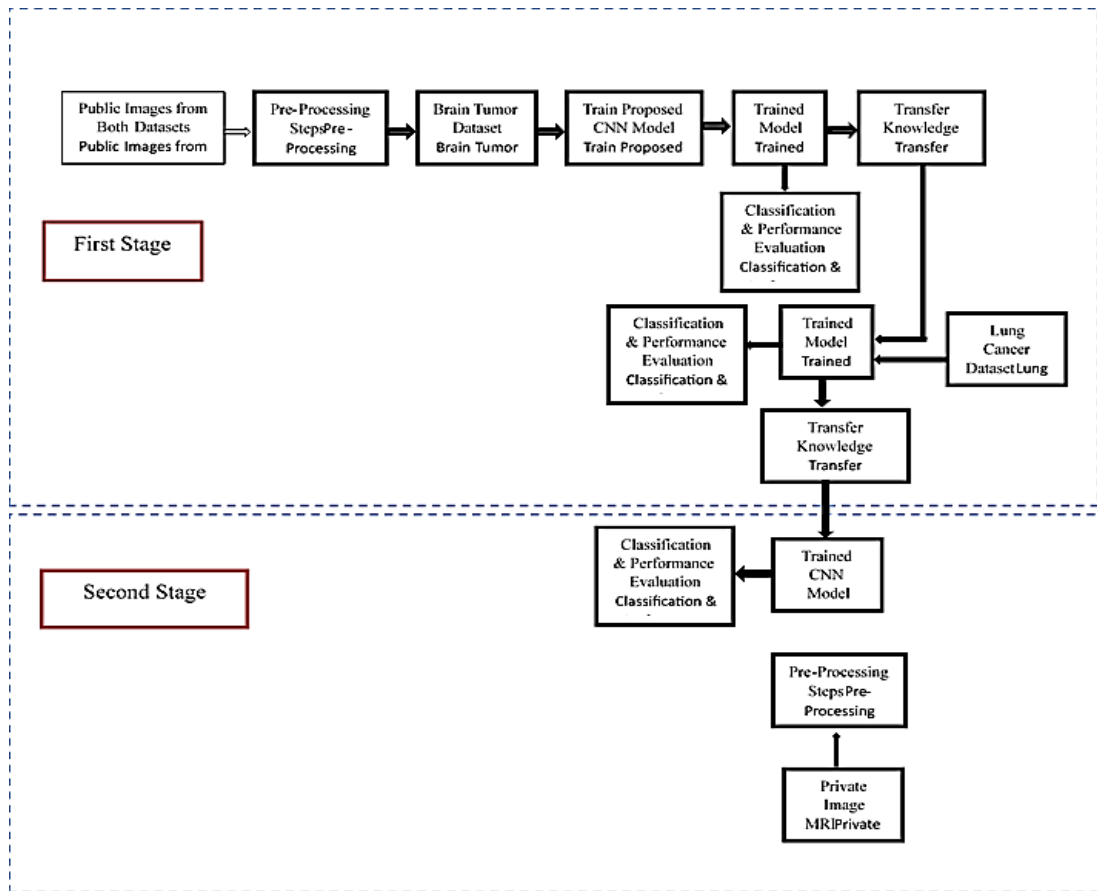 Public Images from
Both Datasets
Public Images from
Pre-Processing
StepsPre-
Processing
Brain Tumor
Dataset
Brain Tumor
Train Proposed
CNN Model
Train Proposed
Trained
Model
Trained
Transfer
Knowledge
Transfer
Classification
& Performance
Evaluation
Classification &
First Stage
Classification
& Performance
Evaluation
Classification &
Trained
Model
Trained
Lung
Cancer
DatasetLung
Transfer
Knowledge
Transfer
Classification
& Performance
Evaluation
Classification &
Trained
CNN
Model
Second Stage
Pre-Processing
StepsPre-
Processing
Private
Image
MRIPrivate